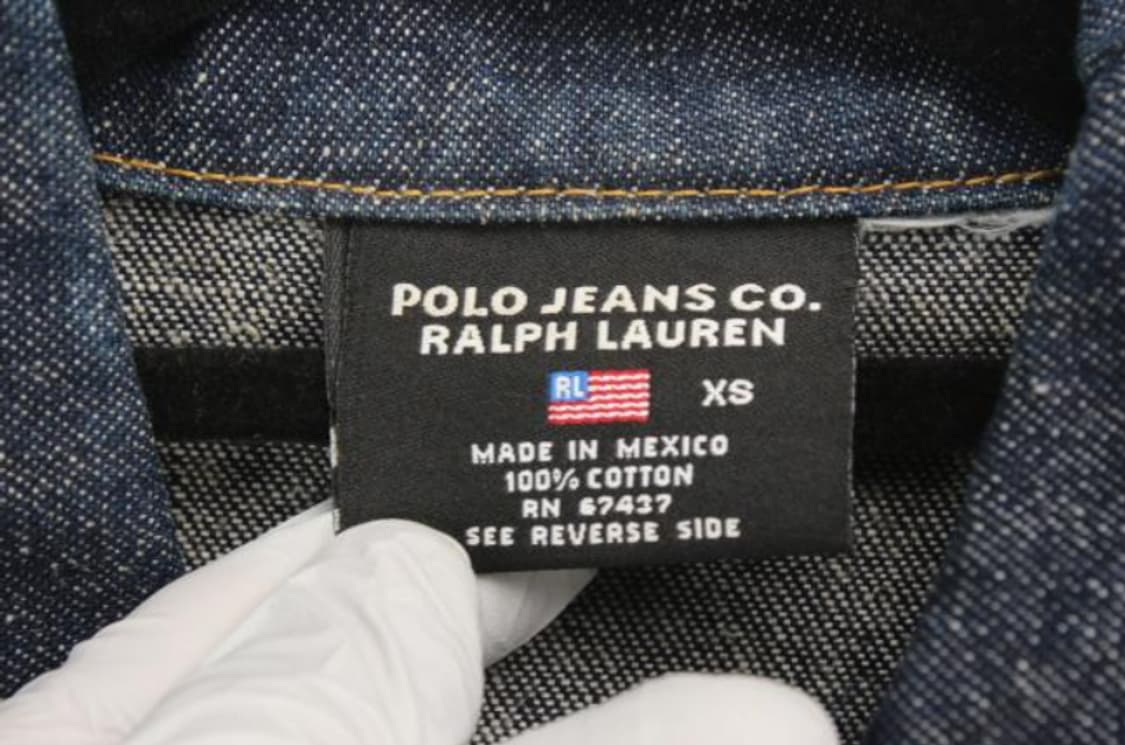 POLO JEANS CO.
RALPH LAUREN
RL XS
MADE IN MEXICO
100% COTTON
RN 67437
SEE REVERSE SIDE